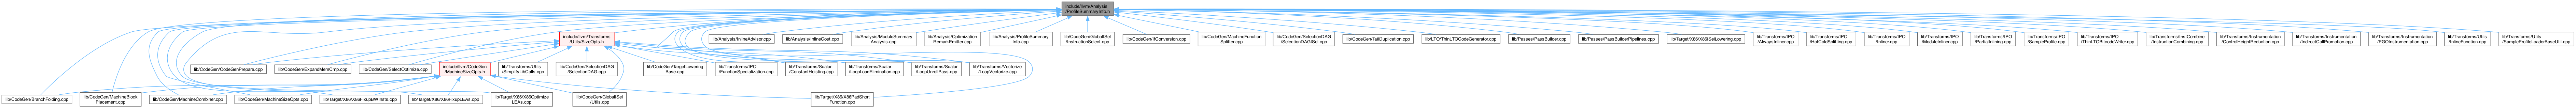 include/llvm/Analysis
/ProfileSummaryInfo.h
include/llvm/Transforms
/Utils/SizeOpts.h
lib/Analysis/InlineAdvisor.cpp
lib/Analysis/InlineCost.cpp
lib/Analysis/ModuleSummary
Analysis.cpp
lib/Analysis/Optimization
RemarkEmitter.cpp
lib/Analysis/ProfileSummary
Info.cpp
lib/CodeGen/GlobalISel
/InstructionSelect.cpp
lib/CodeGen/IfConversion.cpp
lib/CodeGen/MachineFunction
Splitter.cpp
lib/CodeGen/SelectionDAG
/SelectionDAGISel.cpp
lib/CodeGen/TailDuplication.cpp
lib/LTO/ThinLTOCodeGenerator.cpp
lib/Passes/PassBuilder.cpp
lib/Passes/PassBuilderPipelines.cpp
lib/Target/X86/X86ISelLowering.cpp
lib/Transforms/IPO
/AlwaysInliner.cpp
lib/Transforms/IPO
/HotColdSplitting.cpp
lib/Transforms/IPO
/Inliner.cpp
lib/Transforms/IPO
/ModuleInliner.cpp
lib/Transforms/IPO
/PartialInlining.cpp
lib/Transforms/IPO
/SampleProfile.cpp
lib/Transforms/IPO
/ThinLTOBitcodeWriter.cpp
lib/Transforms/InstCombine
/InstructionCombining.cpp
lib/Transforms/Instrumentation
/ControlHeightReduction.cpp
lib/Transforms/Instrumentation
/IndirectCallPromotion.cpp
lib/Transforms/Instrumentation
/PGOInstrumentation.cpp
lib/Transforms/Utils
/InlineFunction.cpp
lib/Transforms/Utils
/SampleProfileLoaderBaseUtil.cpp
lib/CodeGen/CodeGenPrepare.cpp
lib/CodeGen/ExpandMemCmp.cpp
lib/CodeGen/SelectOptimize.cpp
include/llvm/CodeGen
/MachineSizeOpts.h
lib/Transforms/Utils
/SimplifyLibCalls.cpp
lib/CodeGen/SelectionDAG
/SelectionDAG.cpp
lib/CodeGen/TargetLowering
Base.cpp
lib/Transforms/IPO
/FunctionSpecialization.cpp
lib/Transforms/Scalar
/ConstantHoisting.cpp
lib/Transforms/Scalar
/LoopLoadElimination.cpp
lib/Transforms/Scalar
/LoopUnrollPass.cpp
lib/Transforms/Vectorize
/LoopVectorize.cpp
lib/CodeGen/BranchFolding.cpp
lib/CodeGen/MachineBlock
Placement.cpp
lib/CodeGen/MachineCombiner.cpp
lib/CodeGen/MachineSizeOpts.cpp
lib/Target/X86/X86FixupBWInsts.cpp
lib/Target/X86/X86FixupLEAs.cpp
lib/Target/X86/X86Optimize
LEAs.cpp
lib/CodeGen/GlobalISel
/Utils.cpp
lib/Target/X86/X86PadShort
Function.cpp